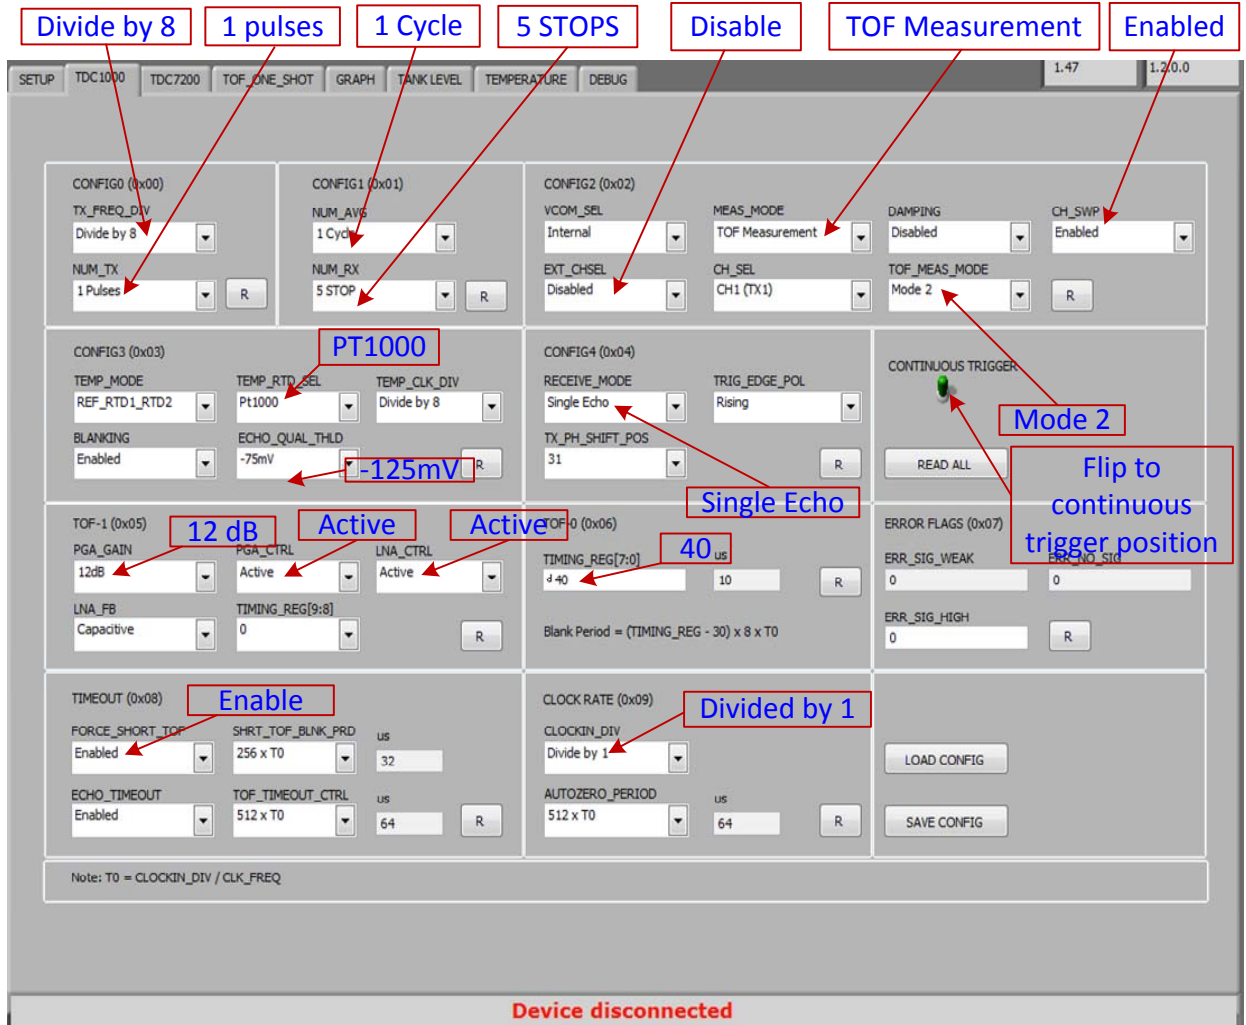 Divide by 8
1 pulses
1 Cycle
5 STOPS
Disable
TOF Measurement
Enabled
SETUP
TDC1000
TDC7200
TOF_ONE_SHOT
GRAPH
TANK LEVEL
TEMPERATURE
DEBUG
1.47
1.2.0.0
CONFIG0 (0x00)
TX_FREQ_DIV
Divide by 8
NUM_TX
1 Pulses
R
CONFIG1 (0x01)
NUM_AVG
1 Cycle
NUM_RX
5 STOP
R
CONFIG2 (0x02)
VCOM_SEL
Internal
MEAS_MODE
TOF Measurement
DAMPING
Disabled
CH_SWP
Enabled
EXT_CHSEL
Disabled
CH_SEL
CH1 (TX1)
TOF_MEAS_MODE
Mode 2
R
CONFIG3 (0x03)
PT1000
TEMP_MODE
REF_RTD1_RTD2
TEMP_RTD_SEL
Pt1000
TEMP_CLK_DIV
Divide by 8
BLANKING
Enabled
ECHO_QUAL_THLD
-75mV
-125mV
R
CONFIG4 (0x04)
RECEIVE_MODE
Single Echo
TRIG_EDGE_POL
Rising
TX_PH_SHIFT_POS
31
R
Single Echo
CONTINUOUS TRIGGER
Mode 2
READ ALL
Flip to
continuous
trigger position
TOF-1 (0x05)
12 dB
Active
Active
PGA_GAIN
12dB
PGA_CTRL
Active
LNA_CTRL
Active
LNA_FB
Capacitive
TIMING_REG[9:8]
0
R
TOF-0 (0x06)
40
TIMING_REG[7:0]
d 40
us
10
R
Blank Period = (TIMING_REG - 30) x 8 x T0
ERROR FLAGS (0x07)
ERR_SIG_WEAK
0
ERR_NO_SIG
0
ERR_SIG_HIGH
0
R
TIMEOUT (0x08)
Enable
FORCE_SHORT_TOF
Enabled
SHRT_TOF_BLNK_PRD
256 x T0
us
32
ECHO_TIMEOUT
Enabled
TOF_TIMEOUT_CTRL
512 x T0
us
64
R
CLOCK RATE (0x09)
Divided by 1
CLOCKIN_DIV
Divide by 1
AUTOZERO_PERIOD
512 x T0
us
64
R
LOAD CONFIG
SAVE CONFIG
Note: T0 = CLOCKIN_DIV / CLK_FREQ
Device disconnected